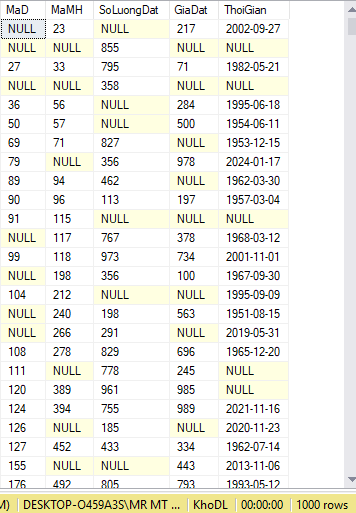 MaD MaMH SoLuongDat GiaDat ThoiGian
NULL 23 NULL 217 2002-09-27
NULL NULL 855 NULL NULL
27 33 795 71 1982-05-21
NULL NULL 358 NULL NULL
36 56 NULL 284 1995-06-18
50 57 NULL 500 1954-06-11
69 71 827 NULL 1953-12-15
79 NULL 356 978 2024-01-17
89 94 462 NULL 1962-03-30
90 96 113 197 1957-03-04
91 115 NULL NULL NULL
NULL 117 767 378 1968-03-12
99 118 973 734 2001-11-01
NULL 198 356 100 1967-09-30
104 212 NULL NULL 1995-09-09
NULL 240 198 563 1951-08-15
NULL 266 291 NULL 2019-05-31
108 278 829 696 1965-12-20
111 NULL 778 245 NULL
120 389 961 985 NULL
124 394 755 989 2021-11-16
126 NULL 185 NULL 2020-11-23
127 452 433 334 1962-07-14
155 NULL NULL 443 2013-11-06
176 492 805 793 1993-05-12
M) DESKTOP-O459A3S\MR MT ... KhoDL 00:00:00 1000 rows